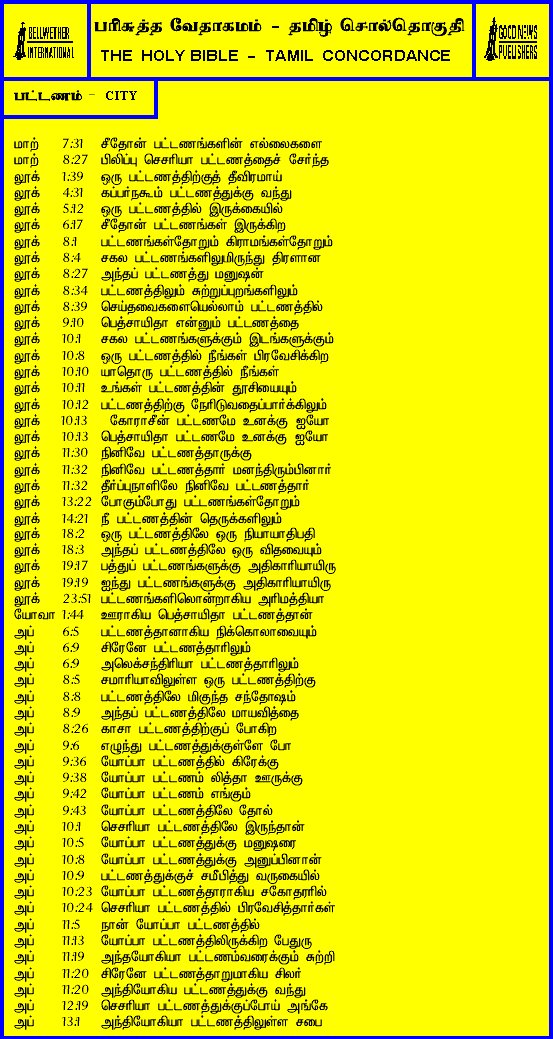 BELLWETHER INTERNATIONAL
பரிசுத்த வேதாகமம் - தமிழ் சொல்தொகுதி
THE HOLY BIBLE - TAMIL CONCORDANCE
GOOD NEWS PUBLISHERS
பட்டணம் - CITY
மாற் 7:31 சீதோன் பட்டணங்களின் எல்லைகளை
மாற் 8:27 பிலிப்பு செசரியா பட்டணத்தைச் சேர்ந்த
லூக் 1:39 ஒரு பட்டணத்திற்குத் தீவிரமாய்
லூக் 4:31 கப்பர்நகூம் பட்டணத்துக்கு வந்து
லூக் 5:12 ஒரு பட்டணத்தில் இருக்கையில்
லூக் 6:17 சீதோன் பட்டணங்கள் இருக்கிற
லூக் 8:1 பட்டணங்கள்தோறும் கிராமங்கள்தோறும்
லூக் 8:4 சகல பட்டணங்களிலுமிருந்து திரளான
லூக் 8:27 அந்தப் பட்டணத்து மனுஷன்
லூக் 8:34 பட்டணத்திலும் சுற்றுப்புறங்களிலும்
லூக் 8:39 செய்தவைகளையெல்லாம் பட்டணத்தில்
லூக் 9:10 பெத்சாயிதா என்னும் பட்டணத்தை
லூக் 10:1 சகல பட்டணங்களுக்கும் இடங்களுக்கும்
லூக் 10:8 ஒரு பட்டணத்தில் நீங்கள் பிரவேசிக்கிற
லூக் 10:10 யாதொரு பட்டணத்தில் நீங்கள்
லூக் 10:11 உங்கள் பட்டணத்தின் தூசியையும்
லூக் 10:12 பட்டணத்திற்கு நேரிடுவதைப்பார்க்கிலும்
லூக் 10:13 கோராசீன் பட்டணமே உனக்கு ஐயோ
லூக் 10:13 பெத்சாயிதா பட்டணமே உனக்கு ஐயோ
லூக் 11:30 நினிவே பட்டணத்தாருக்கு
லூக் 11:32 நினிவே பட்டணத்தார் மனந்திரும்பினார்
லூக் 11:32 தீர்ப்புநாளிலே நினிவே பட்டணத்தார்
லூக் 13:22 போகும்போது பட்டணங்கள்தோறும்
லூக் 14:21 நீ பட்டணத்தின் தெருக்களிலும்
லூக் 18:2 ஒரு பட்டணத்திலே ஒரு நியாயாதிபதி
லூக் 18:3 அந்தப் பட்டணத்திலே ஒரு விதவையும்
லூக் 19:17 பத்துப் பட்டணங்களுக்கு அதிகாரியாயிரு
லூக் 19:19 ஐந்து பட்டணங்களுக்கு அதிகாரியாயிரு
லூக் 23:51 பட்டணங்களிலொன்றாகிய அரிமத்தியா
யோவா 1:44 ஊராகிய பெத்சாயிதா பட்டணத்தான்
அப் 6:5 பட்டணத்தானாகிய நிக்கொலாவையும்
அப் 6:9 சிரேனே பட்டணத்தாரிலும்
அப் 6:9 அலெக்சந்திரியா பட்டணத்தாரிலும்
அப் 8:5 சமாரியாவிலுள்ள ஒரு பட்டணத்திற்கு
அப் 8:8 பட்டணத்திலே மிகுந்த சந்தோஷம்
அப் 8:9 அந்தப் பட்டணத்திலே மாயவித்தை
அப் 8:26 காசா பட்டணத்திற்குப் போகிற
அப் 9:6 எழுந்து பட்டணத்துக்குள்ளே போ
அப் 9:36 யோப்பா பட்டணத்தில் கிரேக்கு
அப் 9:38 யோப்பா பட்டணம் லித்தா ஊருக்கு
அப் 9:42 யோப்பா பட்டணம் எங்கும்
அப் 9:43 யோப்பா பட்டணத்திலே தோல்
அப் 10:1 செசரியா பட்டணத்திலே இருந்தான்
அப் 10:5 யோப்பா பட்டணத்துக்கு மனுஷரை
அப் 10:8 யோப்பா பட்டணத்துக்கு அனுப்பினான்
அப் 10:9 பட்டணத்துக்குச் சமீபித்து வருகையில்
அப் 10:23 யோப்பா பட்டணத்தாராகிய சகோதரரில்
அப் 10:24 செசரியா பட்டணத்தில் பிரவேசித்தார்கள்
அப் 11:5 நான் யோப்பா பட்டணத்தில்
அப் 11:13 யோப்பா பட்டணத்திலிருக்கிற பேதுரு
அப் 11:19 அந்தயோகியா பட்டணம்வரைக்கும் சுற்றி
அப் 11:20 சிரேனே பட்டணத்தாறுமாகிய சிலர்
அப் 11:20 அந்தியோகிய பட்டணத்துக்கு வந்து
அப் 12:19 செசரியா பட்டணத்துக்குப்போய் அங்கே
அப் 13:1 அந்தியோகியா பட்டணத்திலுள்ள சபை